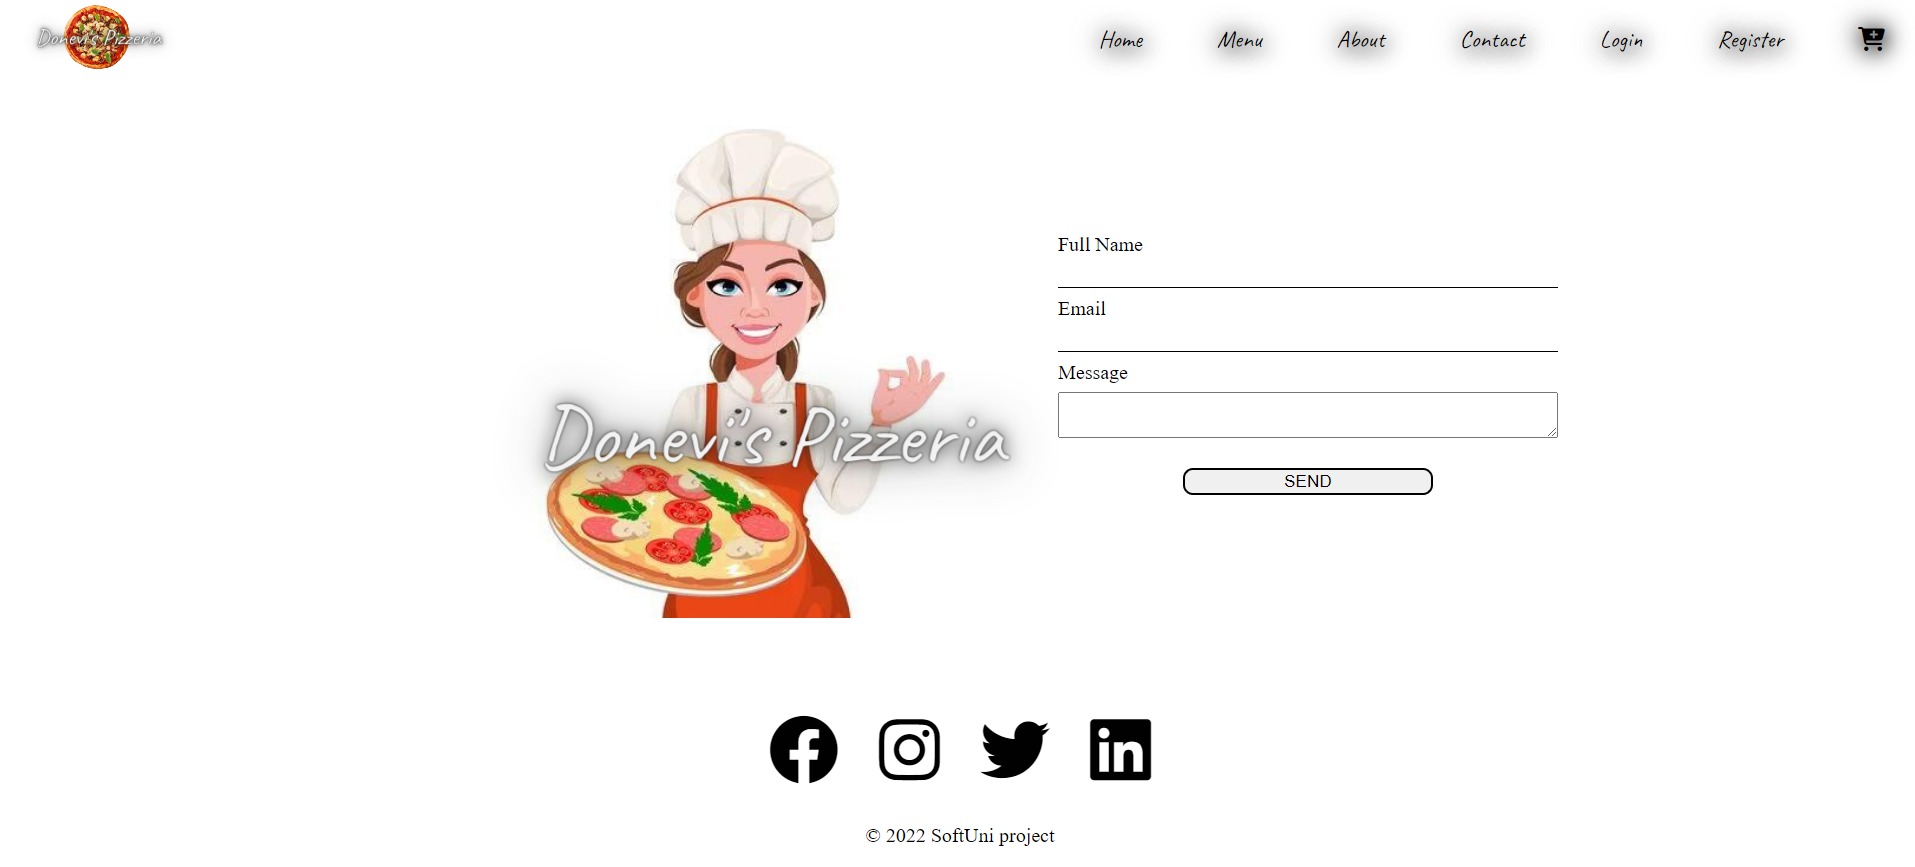 Donevi's Pizzeria
Home Menu About Contact Login Register
Full Name
Email
Message
Donevi's Pizzeria
SEND
© 2022 SoftUni project